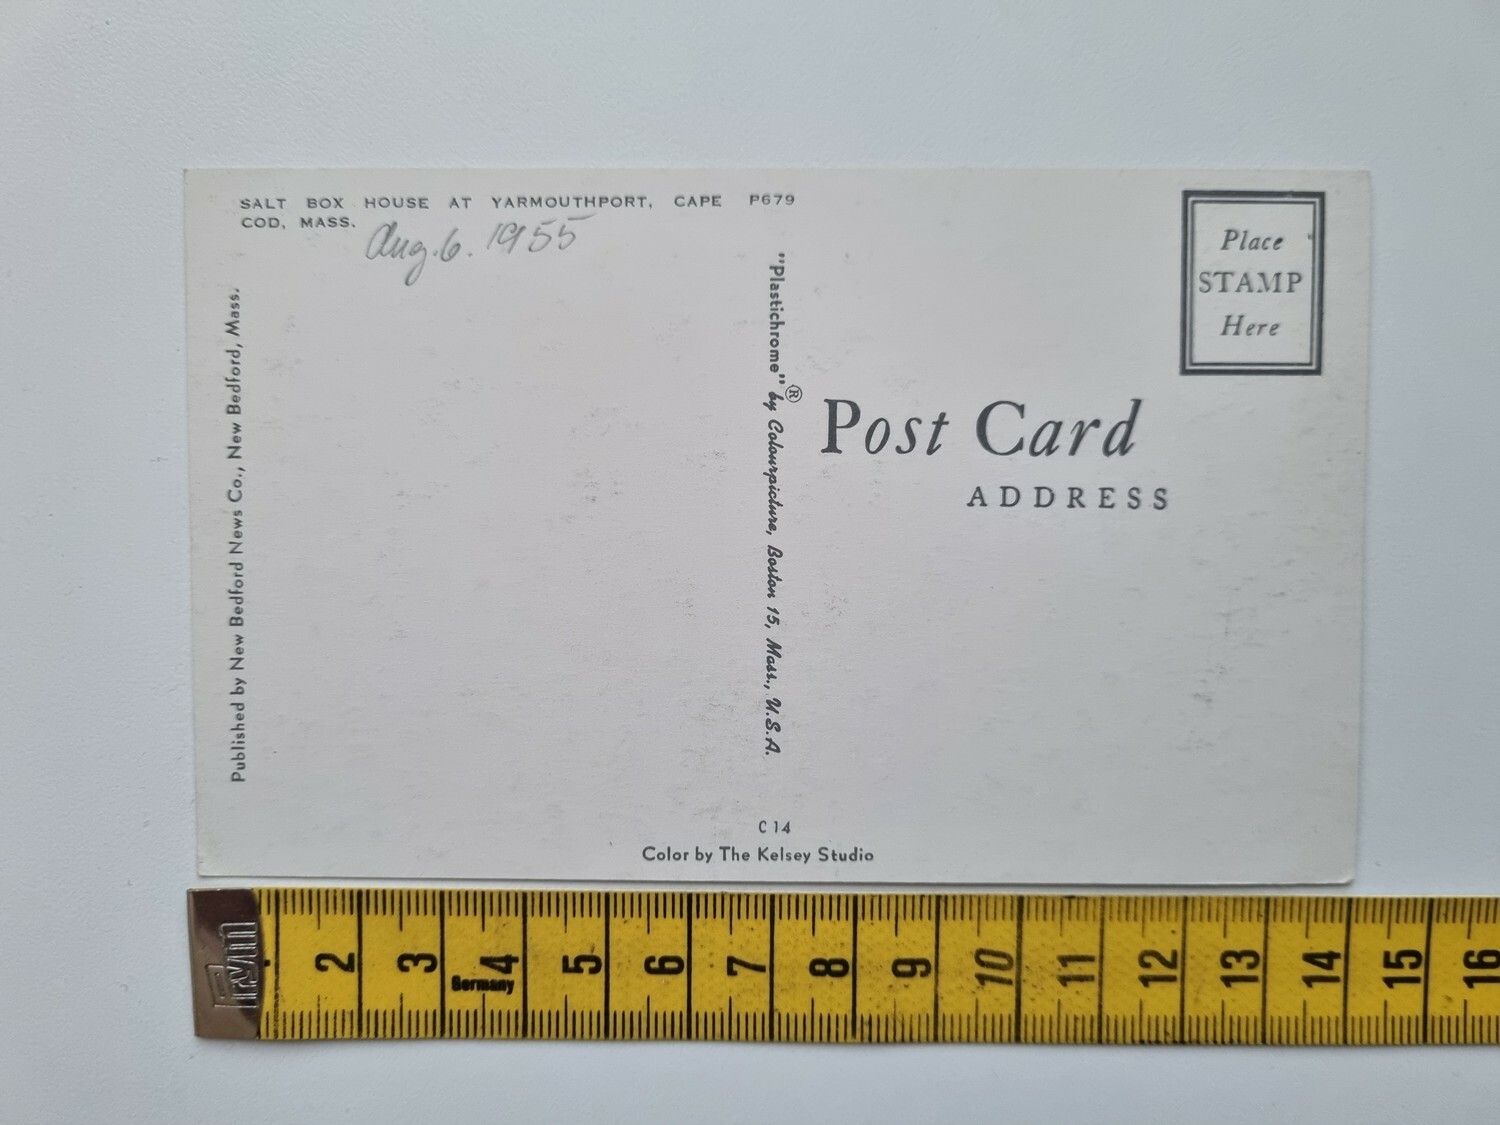 SALT BOX HOUSE AT YARMOUTHPORT, CAPE P679
COD, MASS.
Aug. 6. 1955
Published by New Bedford News Co., New Bedford, Mass.
"Plastichrome"® by Colourpicture, Boston 15, Mass., U.S.A.
Place
STAMP
Here
Post Card
ADDRESS
C 14
Color by The Kelsey Studio
2 3 4 5 6 7 8 9 10 11 12 13 14 15 16
Germany